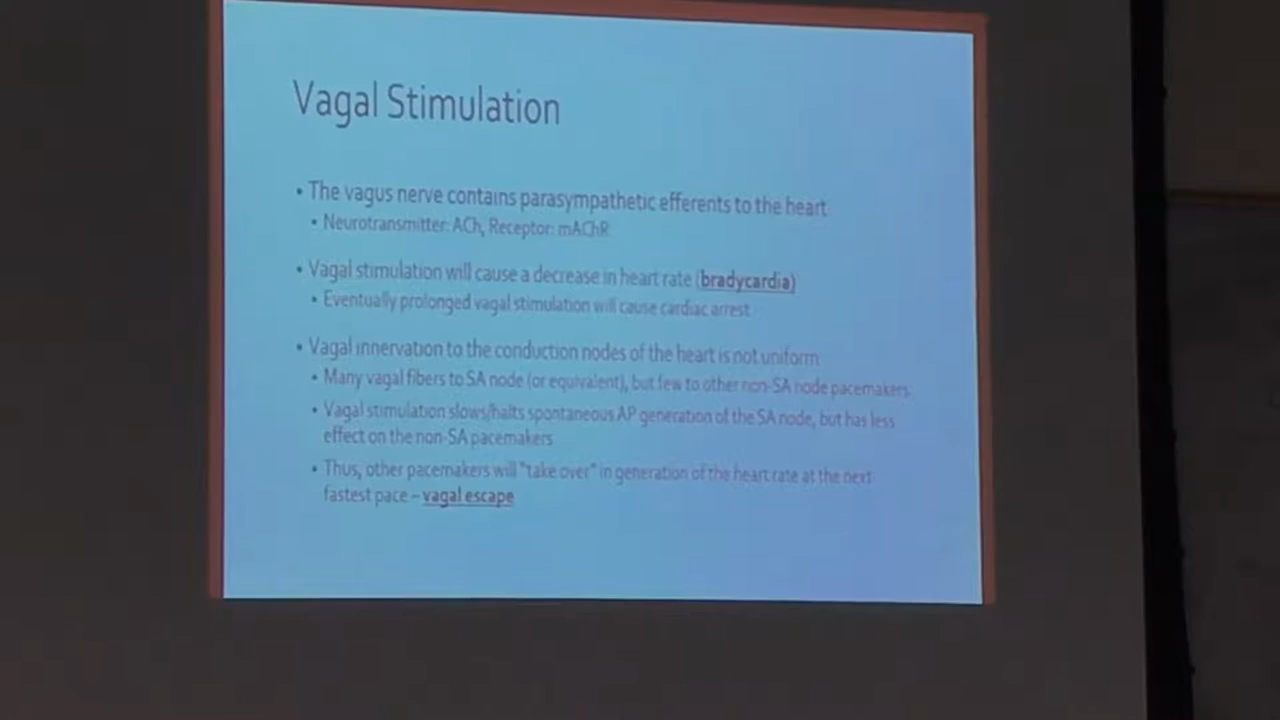 Vagal Stimulation
• The vagus nerve contains parasympathetic efferents to the heart
• Neurotransmitter: ACh, Receptor: mAChR
• Vagal stimulation will cause a decrease in heart rate (bradycardia)
• Eventually prolonged vagal stimulation will cause cardiac arrest
• Vagal innervation to the conduction nodes of the heart is not uniform
• Many vagal fibers to SA node (or equivalent), but few to other non-SA node pacemakers
• Vagal stimulation slows/halts spontaneous AP generation of the SA node, but has less
effect on the non-SA pacemakers
• Thus, other pacemakers will "take over" in generation of the heart rate at the next
fastest pace – vagal escape